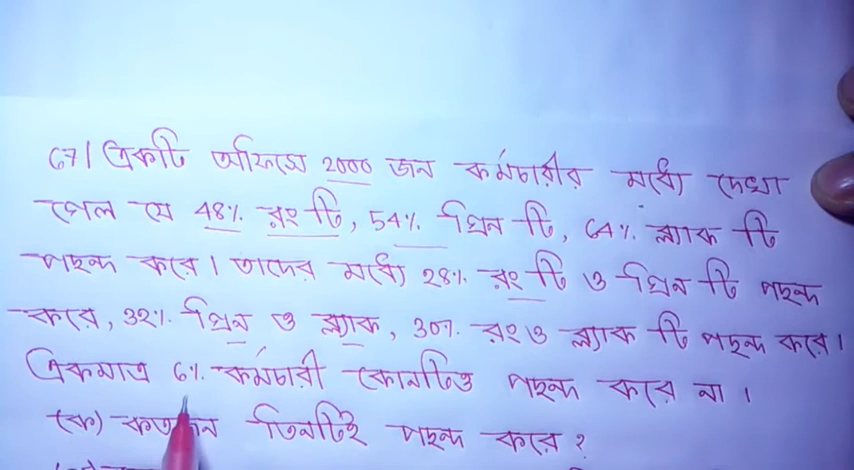 ৫৭। একটি অফিসে 2000 জন কর্মচারীর মধ্যে দেখা
গেল যে 48% রং টি, 54% গ্রিন টি, 64% ব্ল্যাক টি
পছন্দ করে। তাদের মধ্যে 28% রং টি ও গ্রিন টি পছন্দ
করে, 32% গ্রিন ও ব্ল্যাক, 30% রং ও ব্ল্যাক টি পছন্দ করে।
একমাত্র 6% কর্মচারী কোনটিও পছন্দ করে না।
(ক) কতজন তিনটিই পছন্দ করে?